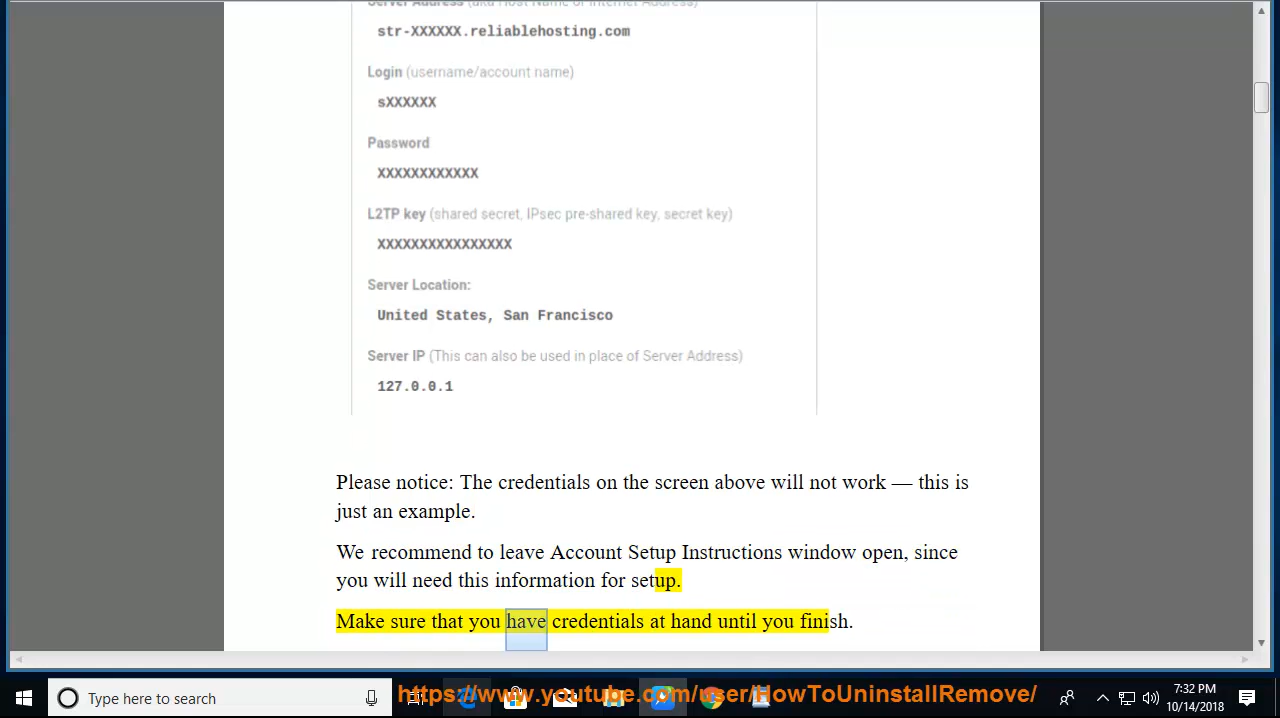 Server Address (aka Host Name or Internet Address)
str-XXXXXX.reliablehosting.com
Login (username/account name)
sXXXXXX
Password
XXXXXXXXXXXX
L2TP key (shared secret, IPsec pre-shared key, secret key)
XXXXXXXXXXXXXXXX
Server Location:
United States, San Francisco
Server IP (This can also be used in place of Server Address)
127.0.0.1
Please notice: The credentials on the screen above will not work — this is
just an example.
We recommend to leave Account Setup Instructions window open, since
you will need this information for setup.
Make sure that you have credentials at hand until you finish.
Type here to search
https://www.youtube.com/user/HowToUninstallRemove/
7:32 PM
10/14/2018